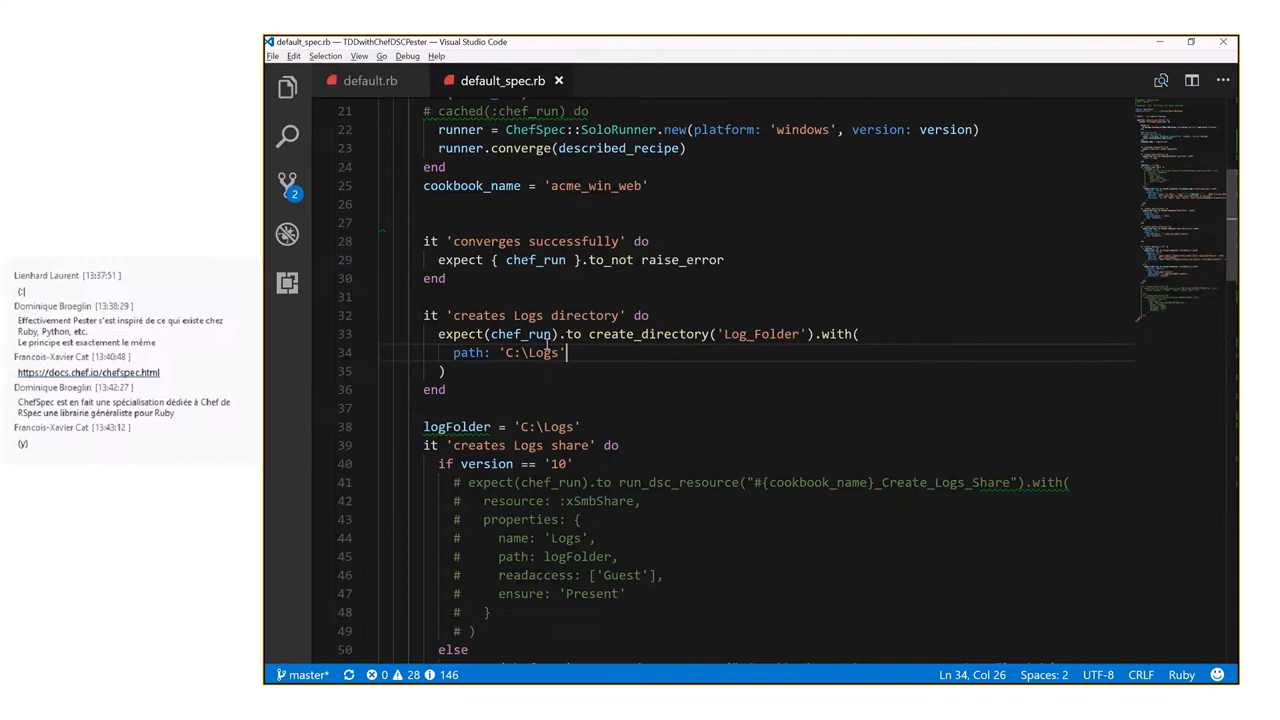 Lienhard Laurent [13:37:51]
(:|
Dominique Broeglin [13:38:29]
Effectivement Pester s'est inspiré de ce qui existe chez
Ruby, Python, etc.
Le principe est exactement le même
Francois-Xavier Cat [13:40:48]
https://docs.chef.io/chefspec.html
Dominique Broeglin [13:42:27]
ChefSpec est en fait une spécialisation dédiée à Chef de
RSpec une librairie généraliste pour Ruby
Francois-Xavier Cat [13:43:12]
(y)
default_spec.rb — TDDwithChefDSCPester — Visual Studio Code
File Edit Selection View Go Debug Help
default.rb default_spec.rb
21 # cached(:chef_run) do
22 runner = ChefSpec::SoloRunner.new(platform: 'windows', version: version)
23 runner.converge(described_recipe)
24 end
25 cookbook_name = 'acme_win_web'
26
27
28 it 'converges successfully' do
29 expect { chef_run }.to_not raise_error
30 end
31
32 it 'creates Logs directory' do
33 expect(chef_run).to create_directory('Log_Folder').with(
34 path: 'C:\Logs'
35 )
36 end
37
38 logFolder = 'C:\Logs'
39 it 'creates Logs share' do
40 if version == '10'
41 # expect(chef_run).to run_dsc_resource("#{cookbook_name}_Create_Logs_Share").with(
42 # resource: :xSmbShare,
43 # properties: {
44 # name: 'Logs',
45 # path: logFolder,
46 # readaccess: ['Guest'],
47 # ensure: 'Present'
48 # }
49 # )
50 else
2
master* 0 28 146 Ln 34, Col 26 Spaces: 2 UTF-8 CRLF Ruby